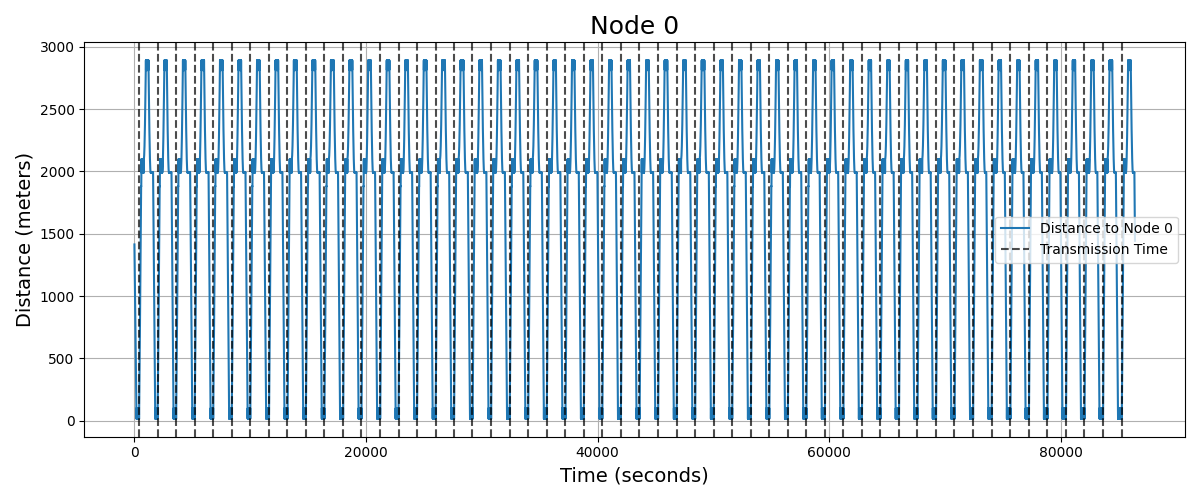 Node 0
Distance (meters)
3000
2500
2000
1500
1000
500
0
Distance to Node 0
Transmission Time
0 20000 40000 60000 80000
Time (seconds)